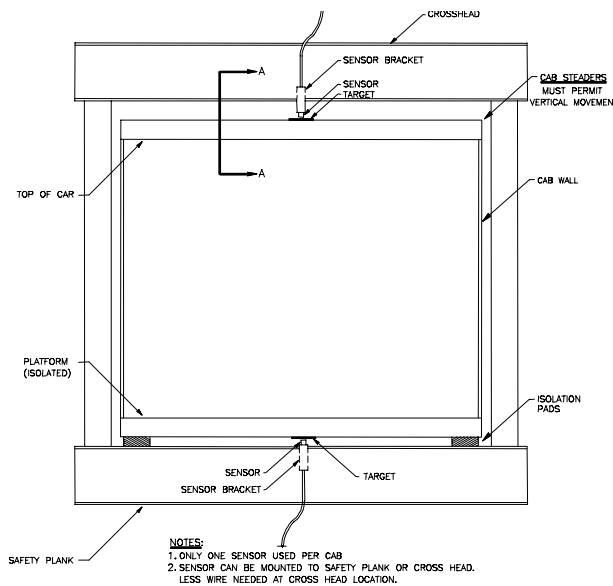 CROSSHEAD
SENSOR BRACKET
SENSOR
TARGET
CAB STEADERS
MUST PERMIT
VERTICAL MOVEMEN
A
A
TOP OF CAR
CAB WALL
PLATFORM
(ISOLATED)
ISOLATION
PADS
SENSOR
TARGET
SENSOR BRACKET
SAFETY PLANK
NOTES:
1. ONLY ONE SENSOR USED PER CAB
2. SENSOR CAN BE MOUNTED TO SAFETY PLANK OR CROSS HEAD.
LESS WIRE NEEDED AT CROSS HEAD LOCATION.